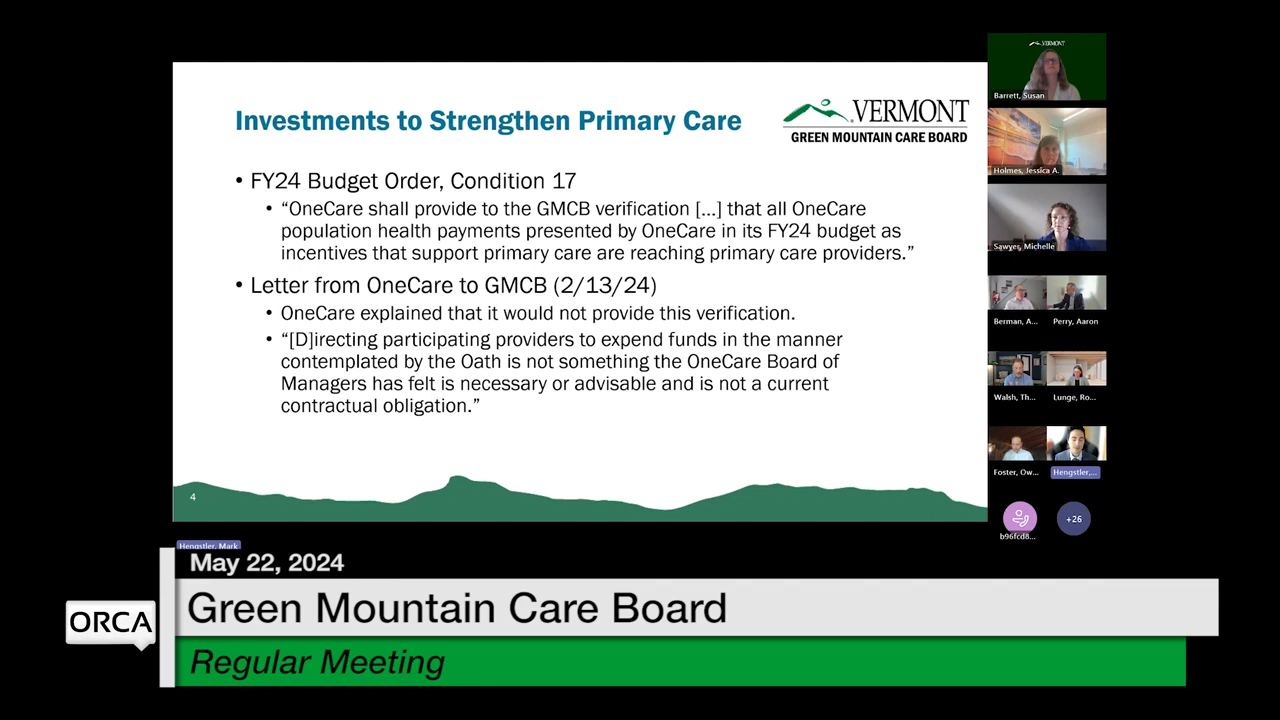 Investments to Strengthen Primary Care
VERMONT
GREEN MOUNTAIN CARE BOARD
• FY24 Budget Order, Condition 17
• “OneCare shall provide to the GMCB verification [...] that all OneCare
population health payments presented by OneCare in its FY24 budget as
incentives that support primary care are reaching primary care providers.”
• Letter from OneCare to GMCB (2/13/24)
• OneCare explained that it would not provide this verification.
• “[D]irecting participating providers to expend funds in the manner
contemplated by the Oath is not something the OneCare Board of
Managers has felt is necessary or advisable and is not a current
contractual obligation.”
4
VERMONT
Barrett, Susan
Holmes, Jessica A.
Sawyer, Michelle
Berman, A...
Perry, Aaron
Walsh, Th...
Lunge, Ro...
Foster, Ow...
Hengstler,...
b96fcd8...
+26
Hengstler, Mark
May 22, 2024
ORCA
Green Mountain Care Board
Regular Meeting